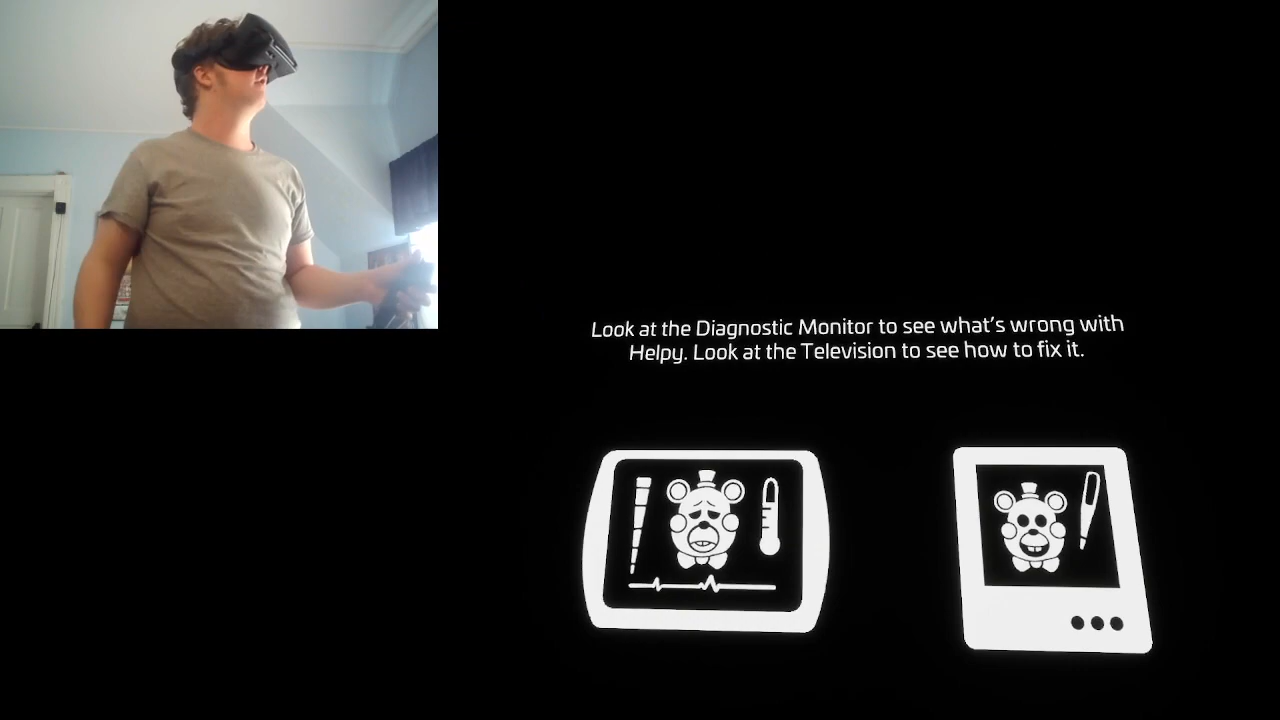 Look at the Diagnostic Monitor to see what's wrong with
Helpy. Look at the Television to see how to fix it.